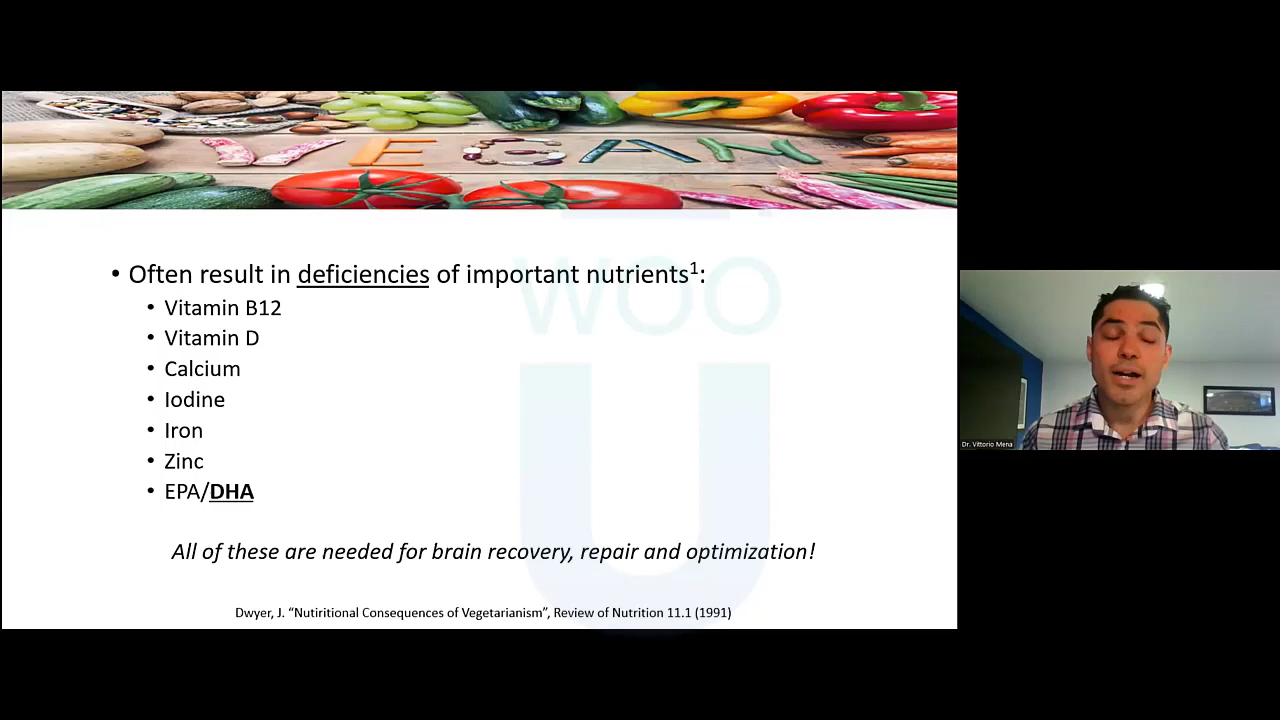 VEGAN
• Often result in deficiencies of important nutrients¹:
• Vitamin B12
• Vitamin D
• Calcium
• Iodine
• Iron
• Zinc
• EPA/DHA
All of these are needed for brain recovery, repair and optimization!
Dwyer, J. “Nutiritional Consequences of Vegetarianism”, Review of Nutrition 11.1 (1991)
WOO
U
Dr. Vittorio Mena